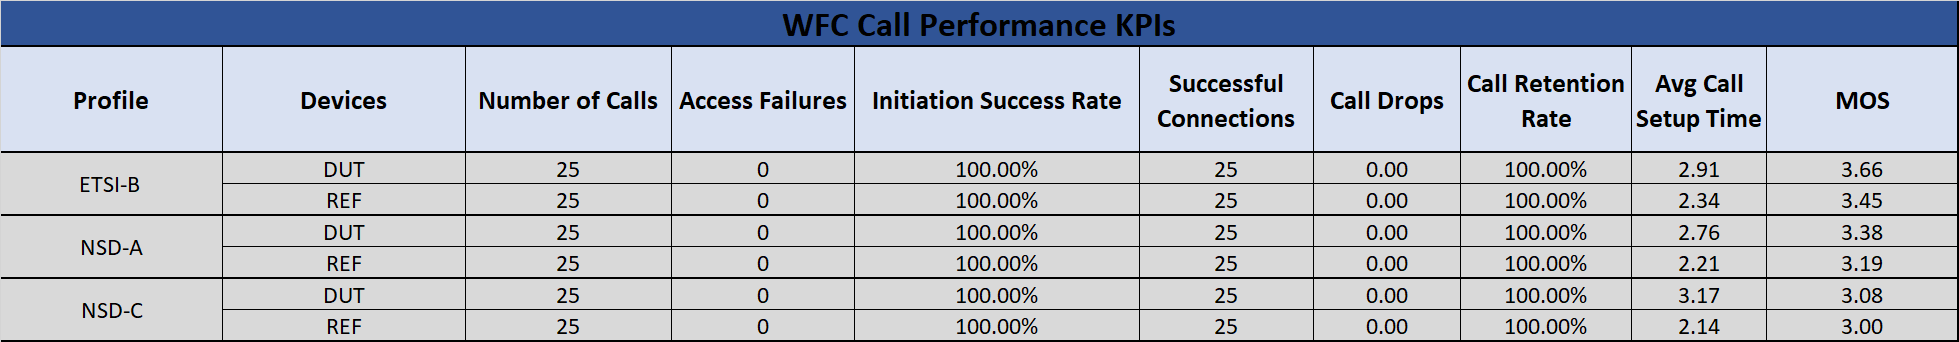 WFC Call Performance KPIs
Profile Devices Number of Calls Access Failures Initiation Success Rate Successful Connections Call Drops Call Retention Rate Avg Call Setup Time MOS
ETSI-B DUT 25 0 100.00% 25 0.00 100.00% 2.91 3.66
REF 25 0 100.00% 25 0.00 100.00% 2.34 3.45
NSD-A DUT 25 0 100.00% 25 0.00 100.00% 2.76 3.38
REF 25 0 100.00% 25 0.00 100.00% 2.21 3.19
NSD-C DUT 25 0 100.00% 25 0.00 100.00% 3.17 3.08
REF 25 0 100.00% 25 0.00 100.00% 2.14 3.00